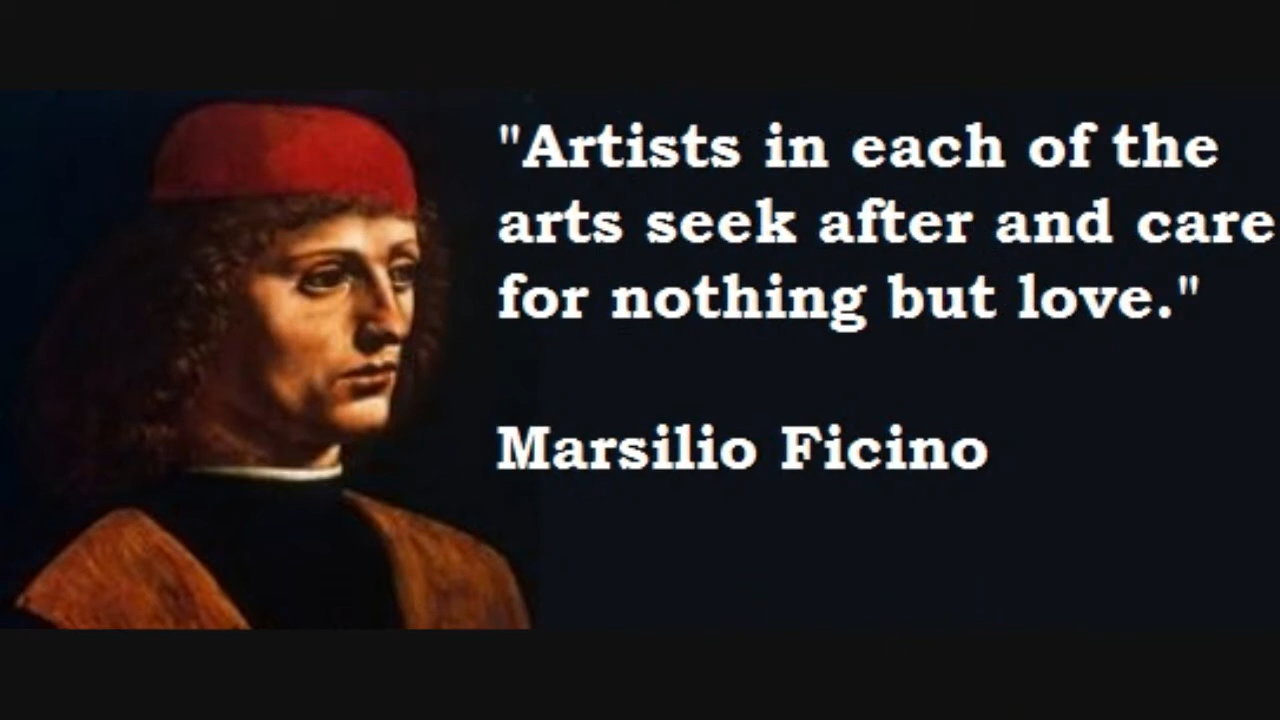 "Artists in each of the
arts seek after and care
for nothing but love."
Marsilio Ficino